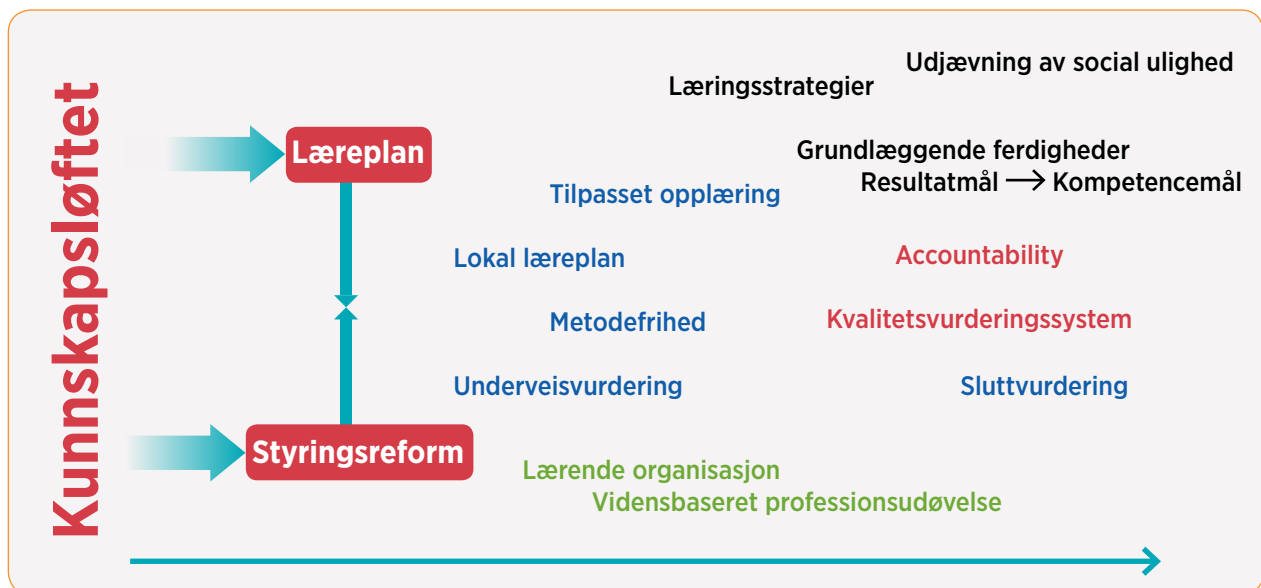 Kunnskapsløftet
Udjævning av social ulighed
Læringsstrategier
Læreplan
Grundlæggende ferdigheder
Resultatmål → Kompetencemål
Tilpasset opplæring
Lokal læreplan
Accountability
Metodefrihed
Kvalitetsvurderingssystem
Underveisvurdering
Sluttvurdering
Styringsreform
Lærende organisasjon
Vidensbaseret professionsudøvelse